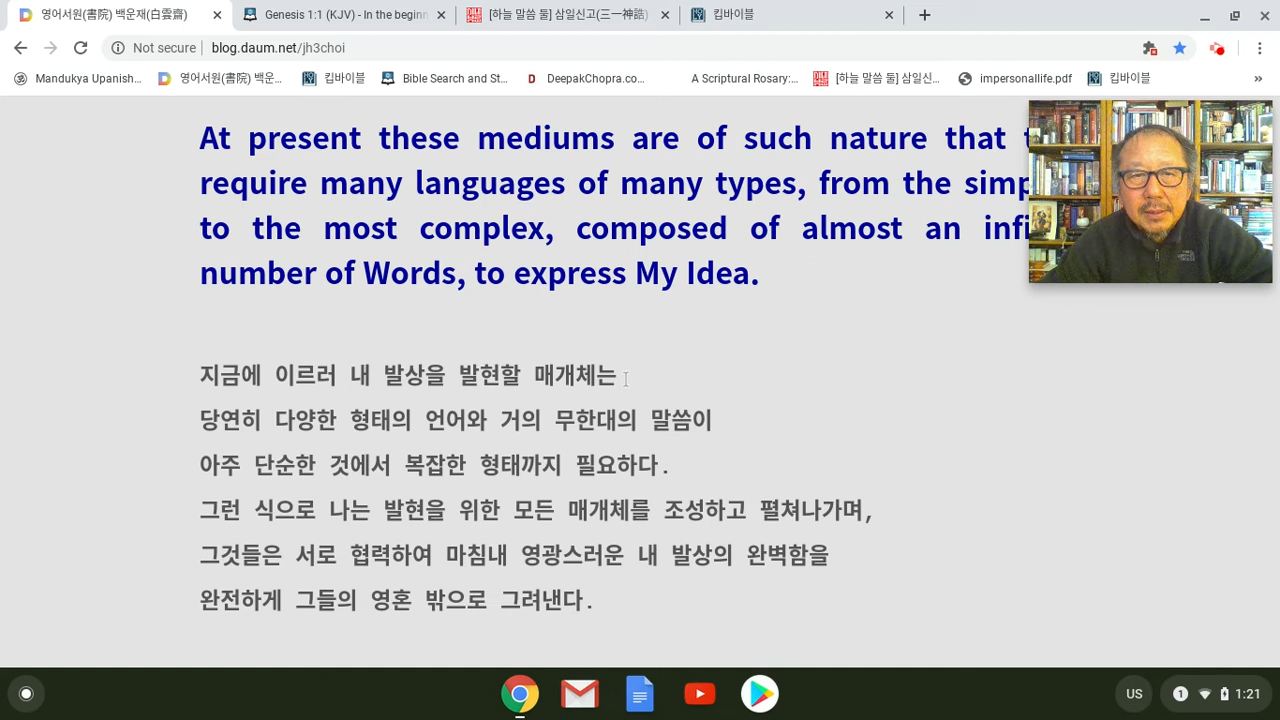 영어서원(書院) 백운재(白雲齋)
Genesis 1:1 (KJV) - In the beginn
[하늘 말씀 둘] 삼일신고(三一神誥)
킵바이블
Not secure
blog.daum.net/jh3choi
Mandukya Upanish...
영어서원(書院) 백운...
킵바이블
Bible Search and St...
DeepakChopra.co...
A Scriptural Rosary:...
[하늘 말씀 둘] 삼일신...
impersonallife.pdf
킵바이블
»
At present these mediums are of such nature that t
require many languages of many types, from the simp
to the most complex, composed of almost an infi
number of Words, to express My Idea.
지금에 이르러 내 발상을 발현할 매개체는
당연히 다양한 형태의 언어와 거의 무한대의 말씀이
아주 단순한 것에서 복잡한 형태까지 필요하다.
그런 식으로 나는 발현을 위한 모든 매개체를 조성하고 펼쳐나가며,
그것들은 서로 협력하여 마침내 영광스러운 내 발상의 완벽함을
완전하게 그들의 영혼 밖으로 그려낸다.
US
1
1:21